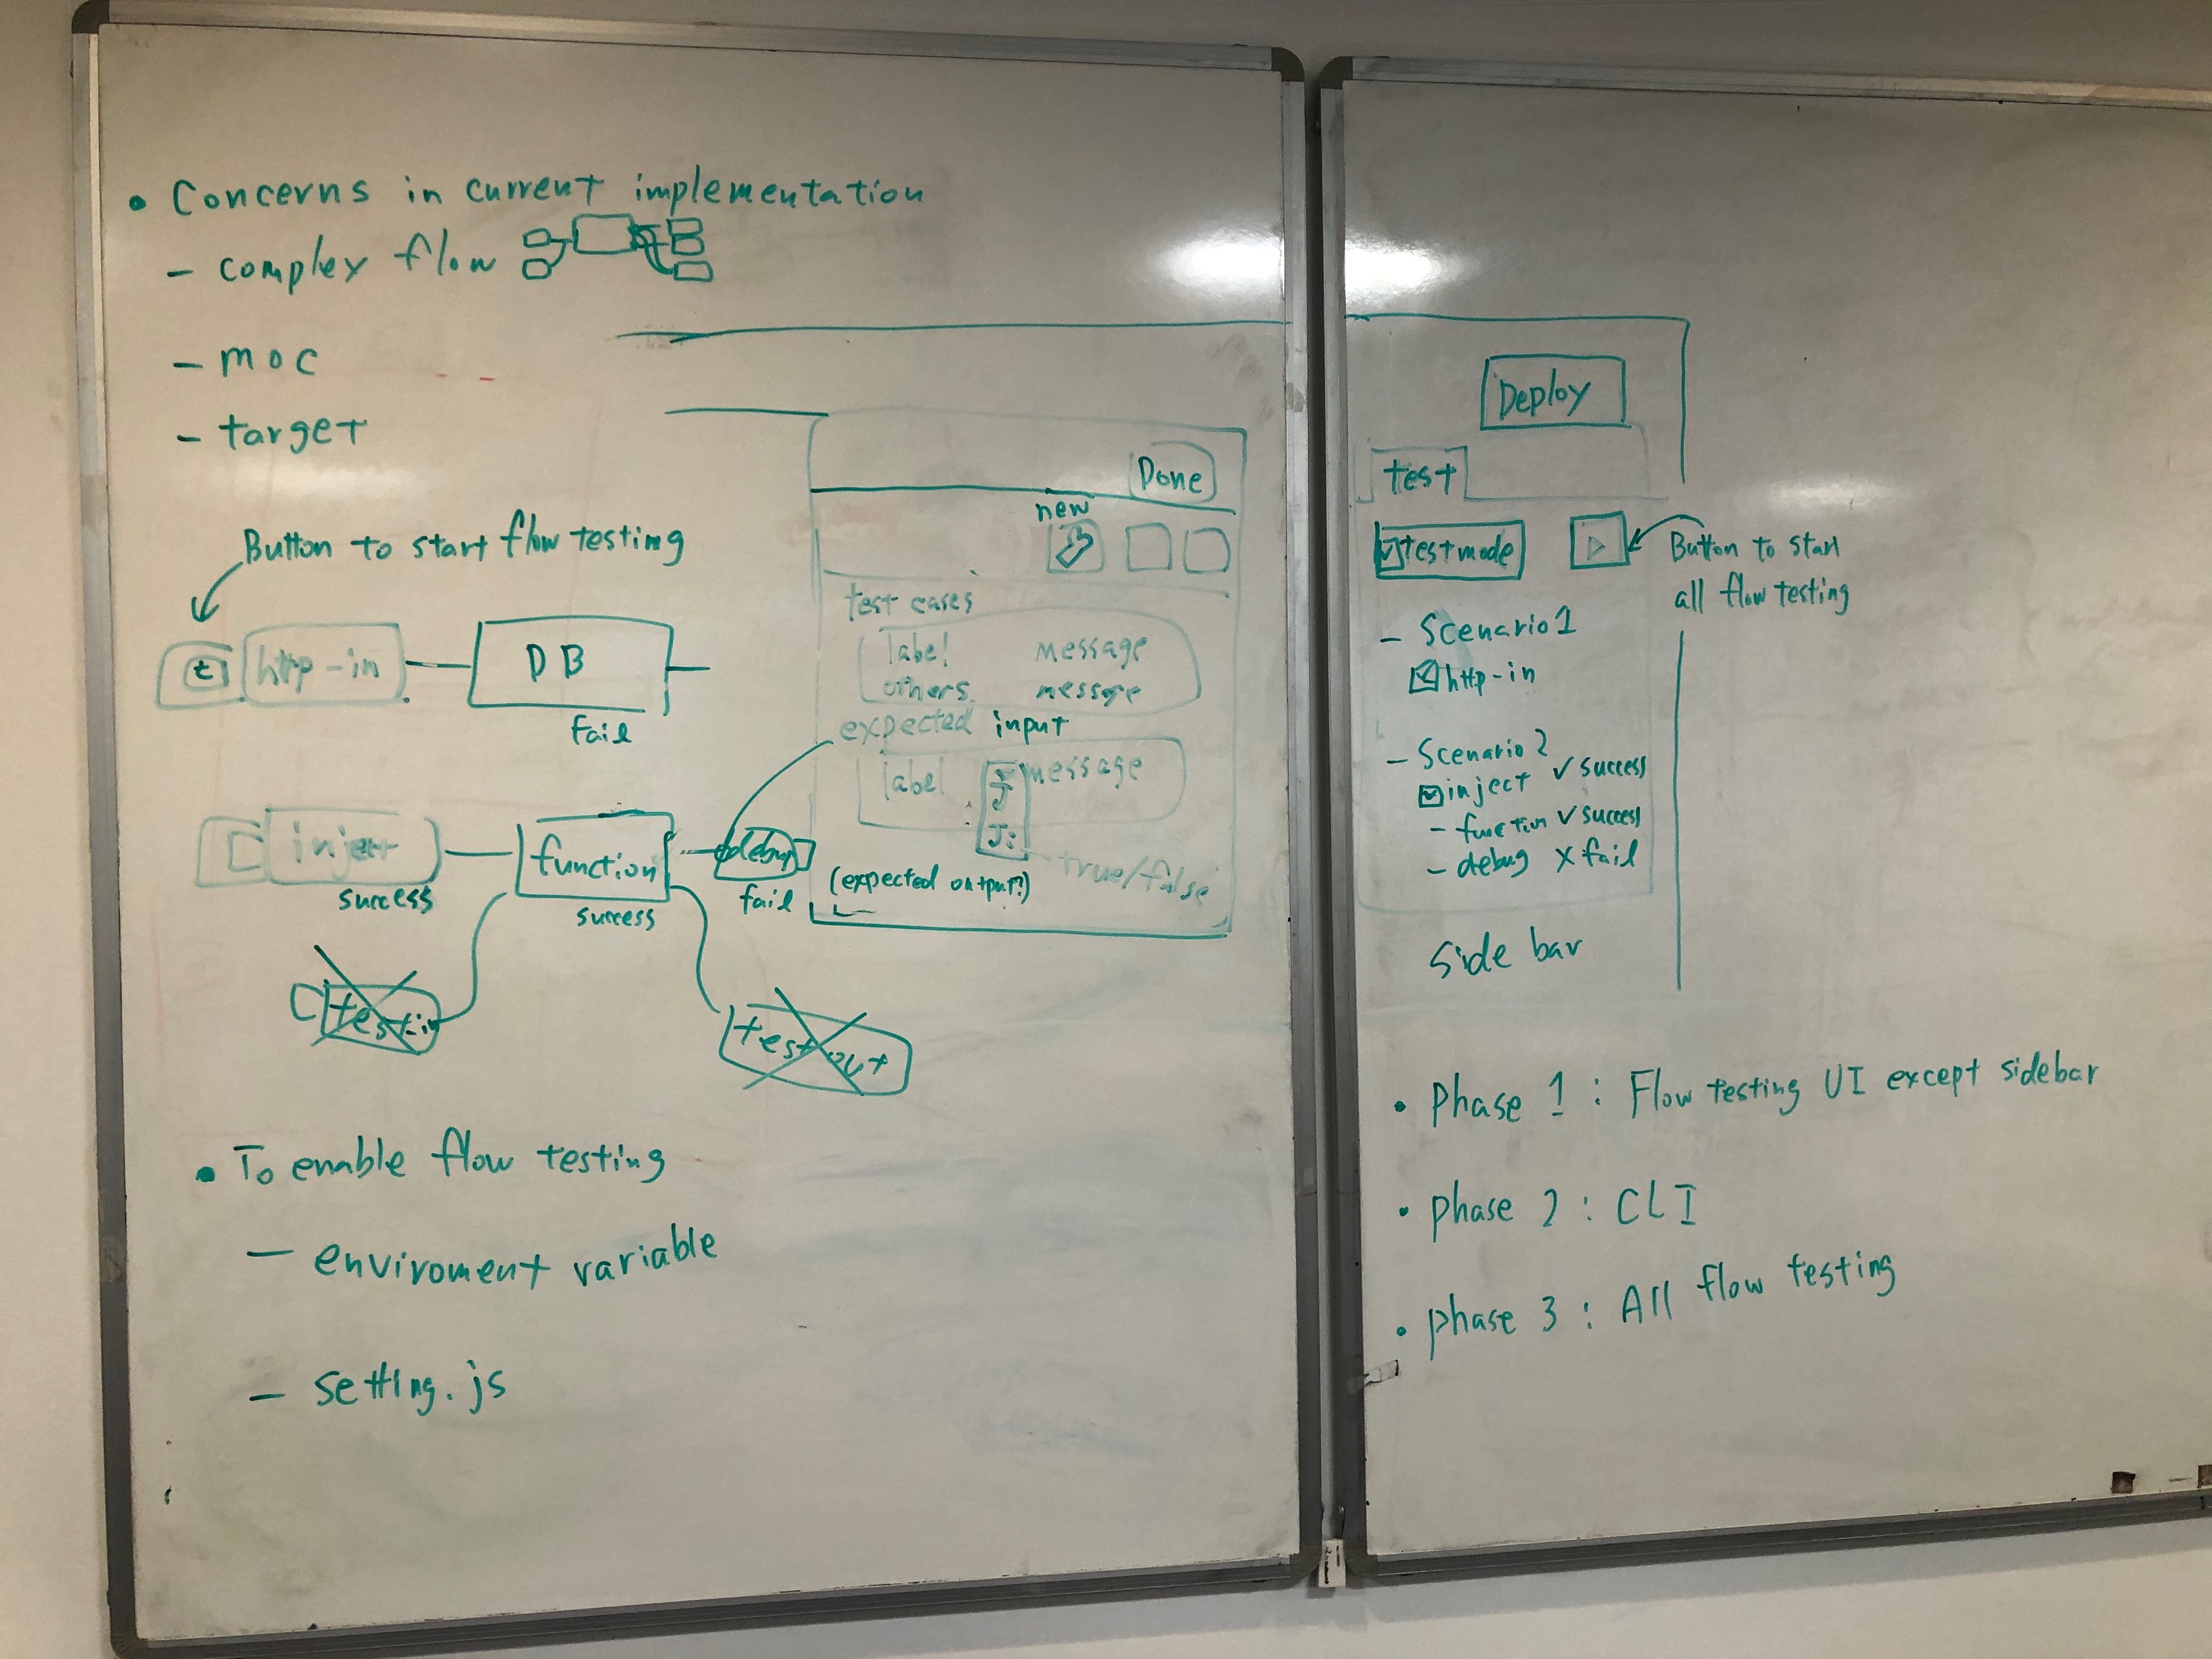 • Concerns in current implementation
- complex flow
- moc
- target
Button to start flow testing
t http-in
DB
Fail
inject
success
function
success
debug
fail
test-in
test out
Done
new
test cases
label message
others message
expected input
label message
J:
true/false
(expected output?)
• To enable flow testing
- enviroment variable
- setting.js
Deploy
test
testmode
Button to start
all flow testing
- Scenario 1
http-in
- Scenario 2
inject ✓ success
- function ✓ success
- debug X fail
Side bar
• Phase 1 : Flow testing UI except sidebar
• phase 2 : CLI
• phase 3 : All flow testing